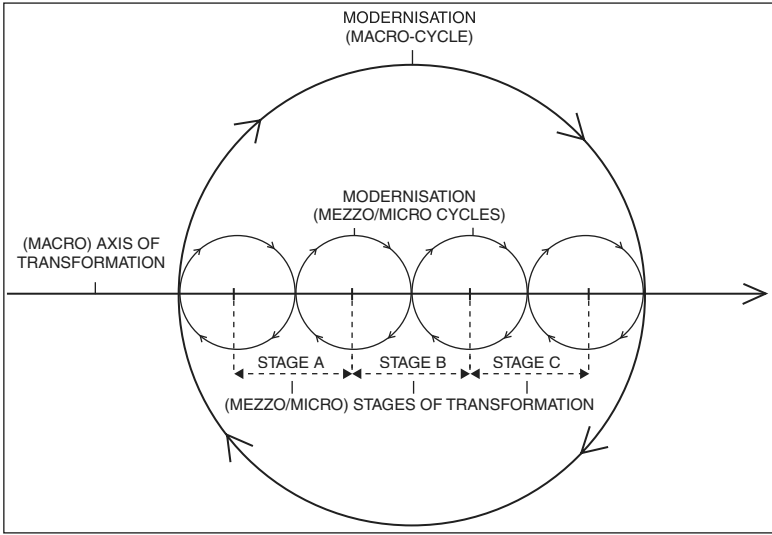 MODERNISATION
(MACRO-CYCLE)
MODERNISATION
(MEZZO/MICRO CYCLES)
(MACRO) AXIS OF
TRANSFORMATION
STAGE A
STAGE B
STAGE C
(MEZZO/MICRO) STAGES OF TRANSFORMATION